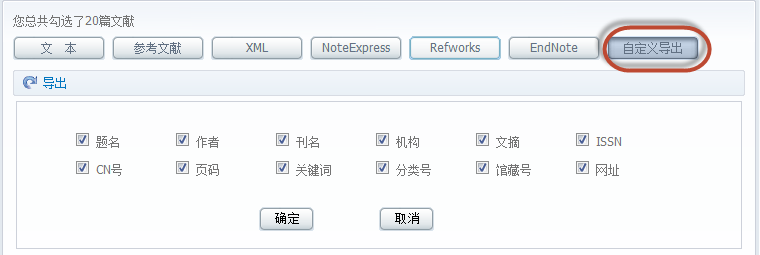 您总共勾选了20篇文献
文 本 参考文献 XML NoteExpress Refworks EndNote 自定义导出
导出
题名 作者 刊名 机构 文摘 ISSN
CN号 页码 关键词 分类号 馆藏号 网址
确定 取消